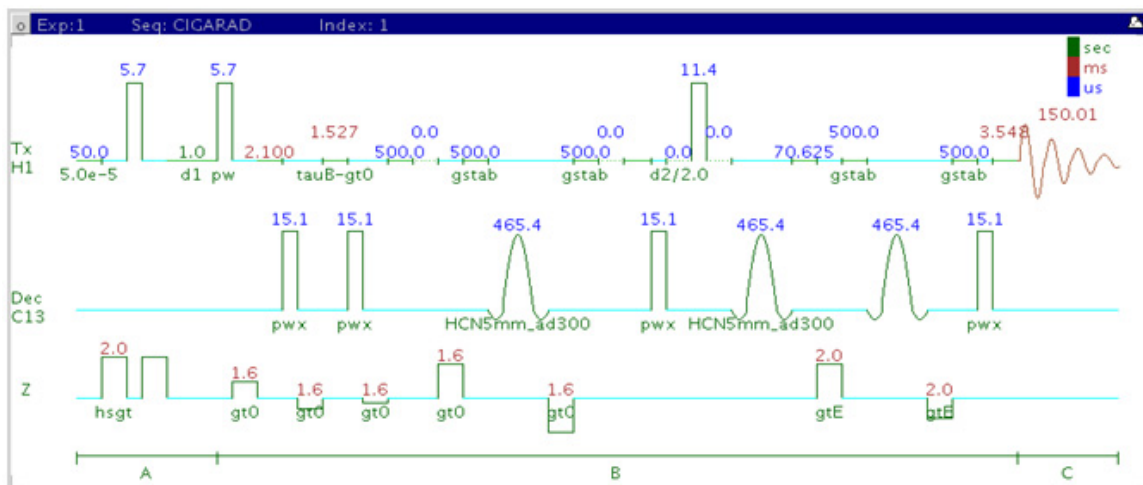 o Exp:1 Seq: CIGARAD Index: 1
sec
ms
us
5.7 5.7 11.4
150.01
1.527 0.0 0.0 0.0 500.0 3.548
Tx
H1
50.0 1.0 2.100 500.0 500.0 500.0 0.0 70.625 500.0
5.0e-5 d1 pw tauB-gt0 gstab gstab d2/2.0 gstab gstab
15.1 15.1 465.4 15.1 465.4 465.4 15.1
Dec
C13
pwx pwx HCN5mm_ad300 pwx HCN5mm_ad300 pwx
2.0 1.6 1.6 1.6 1.6 1.6 2.0 2.0
Z
hsgt gt0 gt0 gt0 gt0 gt0 gtE gtE
A B C